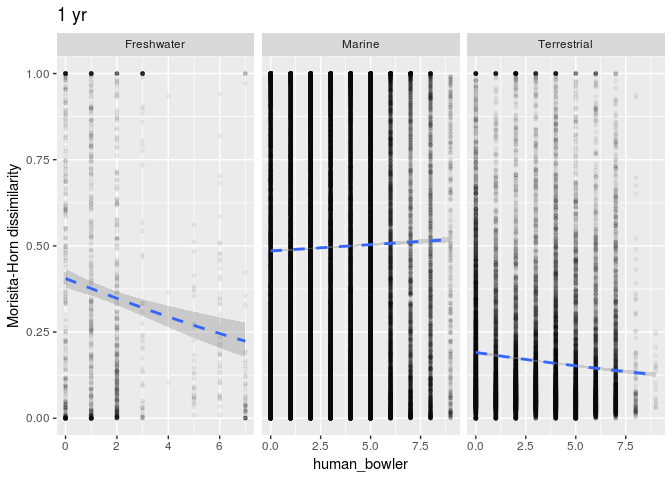 1 yr
Freshwater Marine Terrestrial
Morisita-Horn dissimilarity
1.00
0.75
0.50
0.25
0.00
0 2 4 6 0.0 2.5 5.0 7.5 0.0 2.5 5.0 7.5
human_bowler